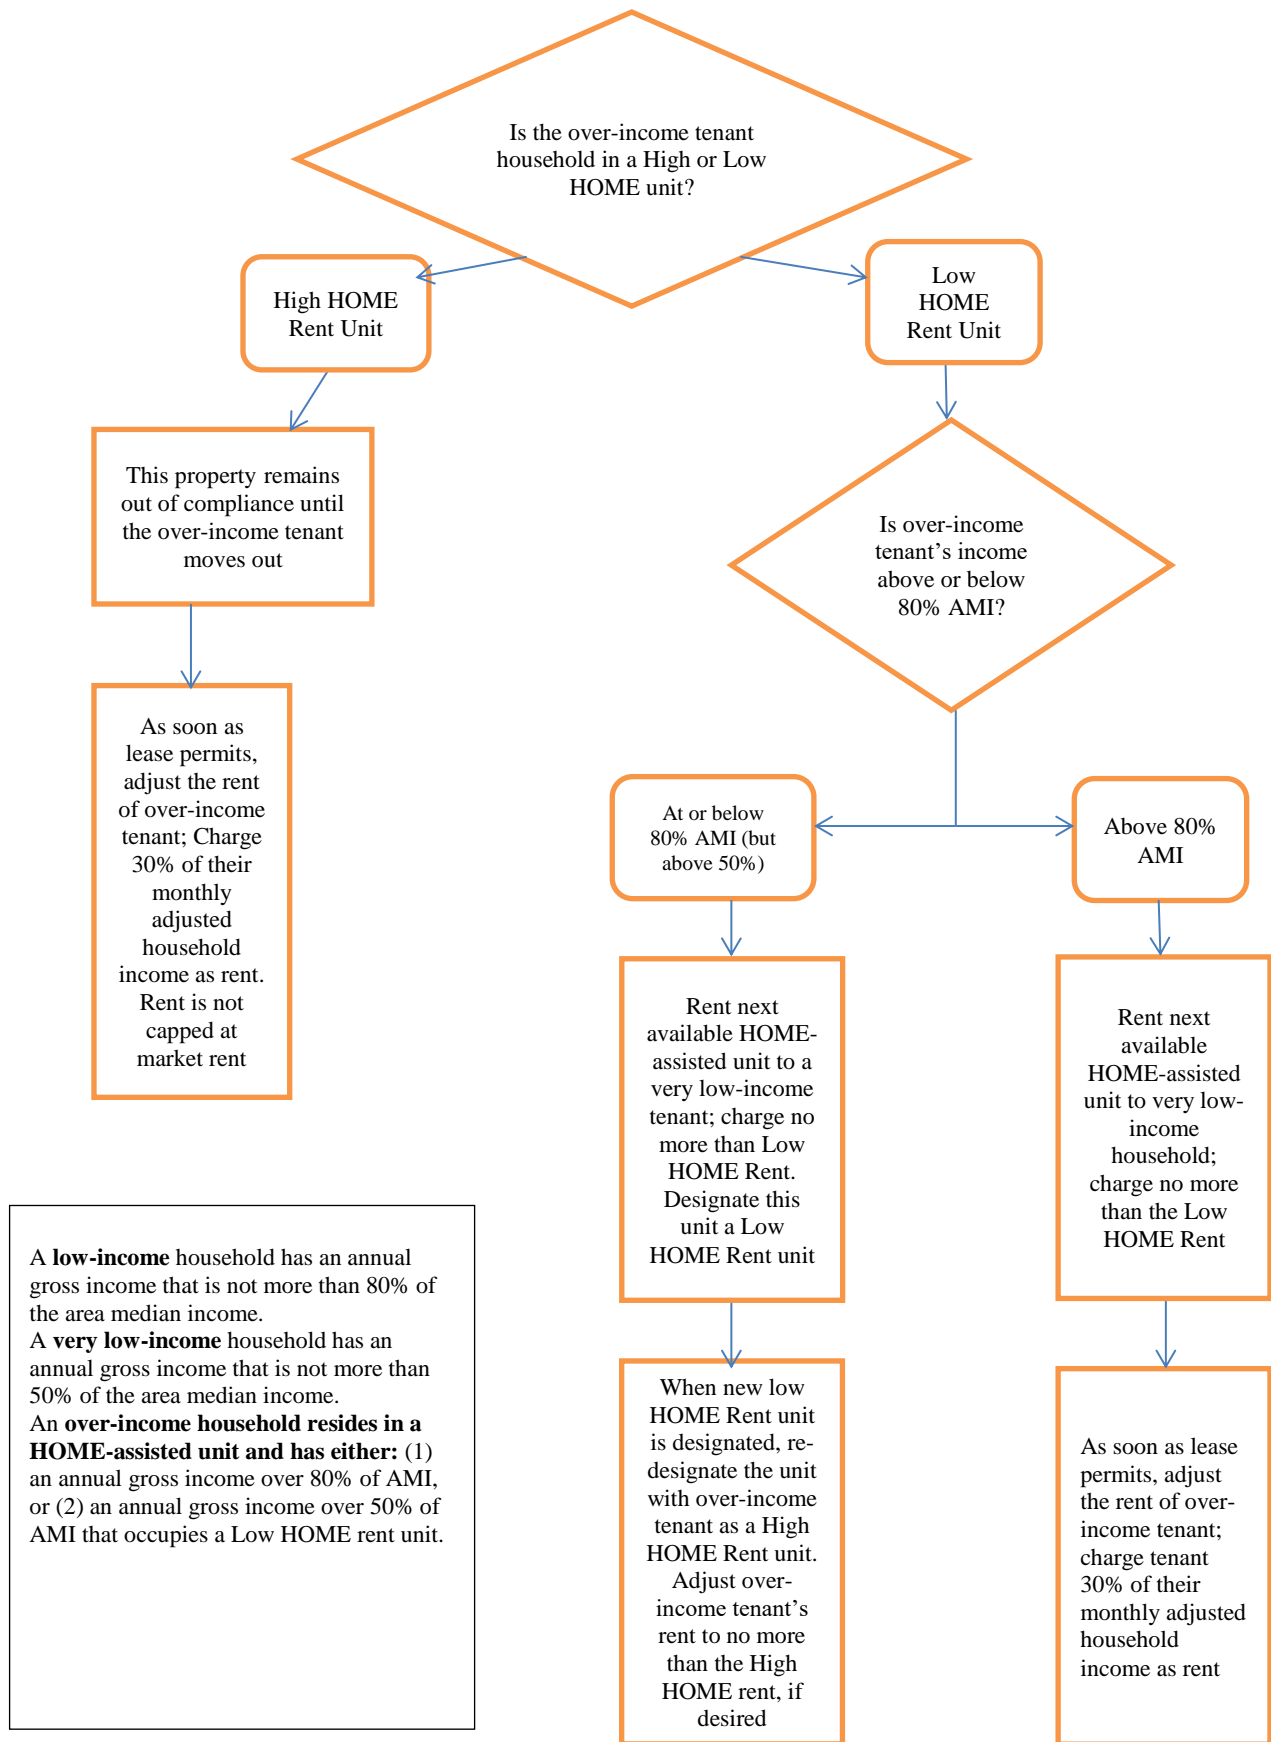 Is the over-income tenant
household in a High or Low
HOME unit?
High HOME
Rent Unit
Low
HOME
Rent Unit
This property remains
out of compliance until
the over-income tenant
moves out
Is over-income
tenant’s income
above or below
80% AMI?
As soon as
lease permits,
adjust the rent
of over-income
tenant; Charge
30% of their
monthly
adjusted
household
income as rent.
Rent is not
capped at
market rent
At or below
80% AMI (but
above 50%)
Above 80%
AMI
Rent next
available HOME-
assisted unit to a
very low-income
tenant; charge no
more than Low
HOME Rent.
Designate this
unit a Low
HOME Rent unit
Rent next
available
HOME-assisted
unit to very low-
income
household;
charge no more
than the Low
HOME Rent
A low-income household has an annual
gross income that is not more than 80% of
the area median income.
A very low-income household has an
annual gross income that is not more than
50% of the area median income.
An over-income household resides in a
HOME-assisted unit and has either: (1)
an annual gross income over 80% of AMI,
or (2) an annual gross income over 50% of
AMI that occupies a Low HOME rent unit.
When new low
HOME Rent unit
is designated, re-
designate the unit
with over-income
tenant as a High
HOME Rent unit.
Adjust over-
income tenant’s
rent to no more
than the High
HOME rent, if
desired
As soon as lease
permits, adjust
the rent of over-
income tenant;
charge tenant
30% of their
monthly adjusted
household
income as rent